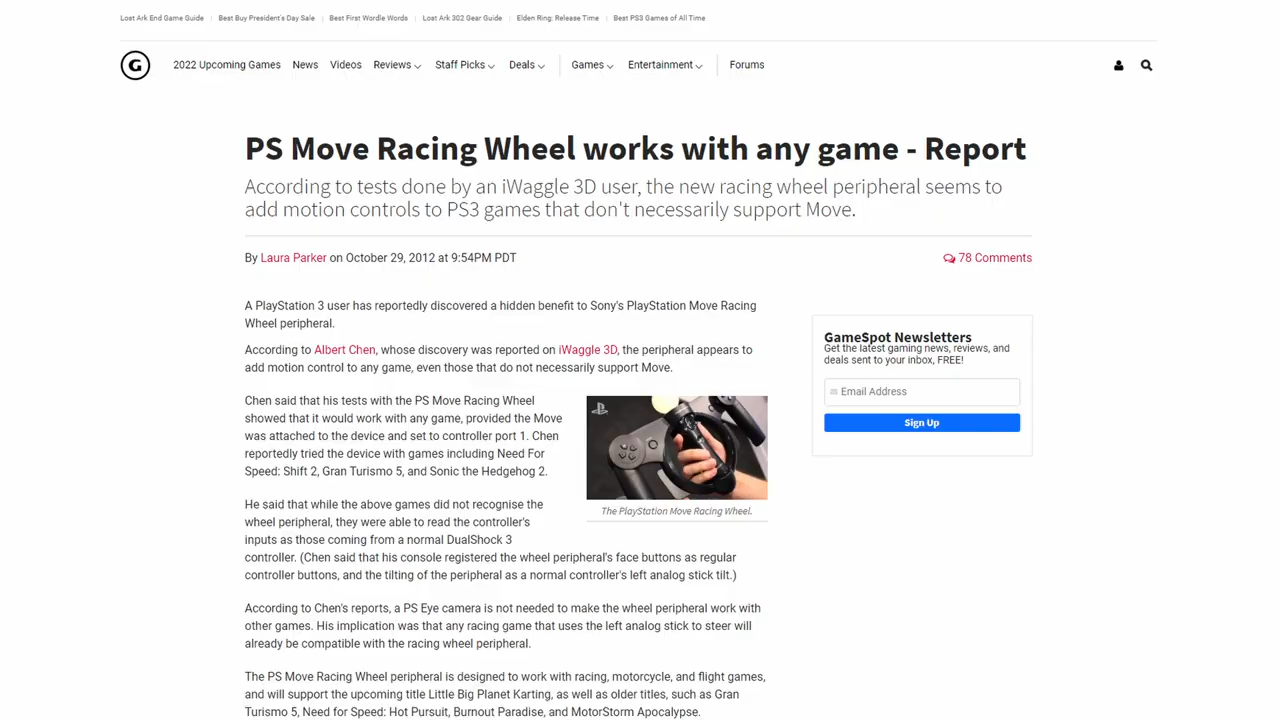 Lost Ark End Game Guide Best Buy President's Day Sale Best First Wordle Words Lost Ark 302 Gear Guide Elden Ring: Release Time Best PS3 Games of All Time
G 2022 Upcoming Games News Videos Reviews Staff Picks Deals Games Entertainment Forums
PS Move Racing Wheel works with any game - Report
According to tests done by an iWaggle 3D user, the new racing wheel peripheral seems to
add motion controls to PS3 games that don't necessarily support Move.
By Laura Parker on October 29, 2012 at 9:54PM PDT
78 Comments
A PlayStation 3 user has reportedly discovered a hidden benefit to Sony's PlayStation Move Racing
Wheel peripheral.
According to Albert Chen, whose discovery was reported on iWaggle 3D, the peripheral appears to
add motion control to any game, even those that do not necessarily support Move.
Chen said that his tests with the PS Move Racing Wheel
showed that it would work with any game, provided the Move
was attached to the device and set to controller port 1. Chen
reportedly tried the device with games including Need For
Speed: Shift 2, Gran Turismo 5, and Sonic the Hedgehog 2.
The PlayStation Move Racing Wheel.
He said that while the above games did not recognise the
wheel peripheral, they were able to read the controller's
inputs as those coming from a normal DualShock 3
controller. (Chen said that his console registered the wheel peripheral's face buttons as regular
controller buttons, and the tilting of the peripheral as a normal controller's left analog stick tilt.)
According to Chen's reports, a PS Eye camera is not needed to make the wheel peripheral work with
other games. His implication was that any racing game that uses the left analog stick to steer will
already be compatible with the racing wheel peripheral.
The PS Move Racing Wheel peripheral is designed to work with racing, motorcycle, and flight games,
and will support the upcoming title Little Big Planet Karting, as well as older titles, such as Gran
Turismo 5, Need for Speed: Hot Pursuit, Burnout Paradise, and MotorStorm Apocalypse.
GameSpot Newsletters
Get the latest gaming news, reviews, and
deals sent to your inbox, FREE!
Email Address
Sign Up